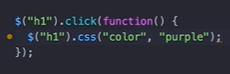 $("h1").click(function() {
$("h1").css("color", "purple");
});